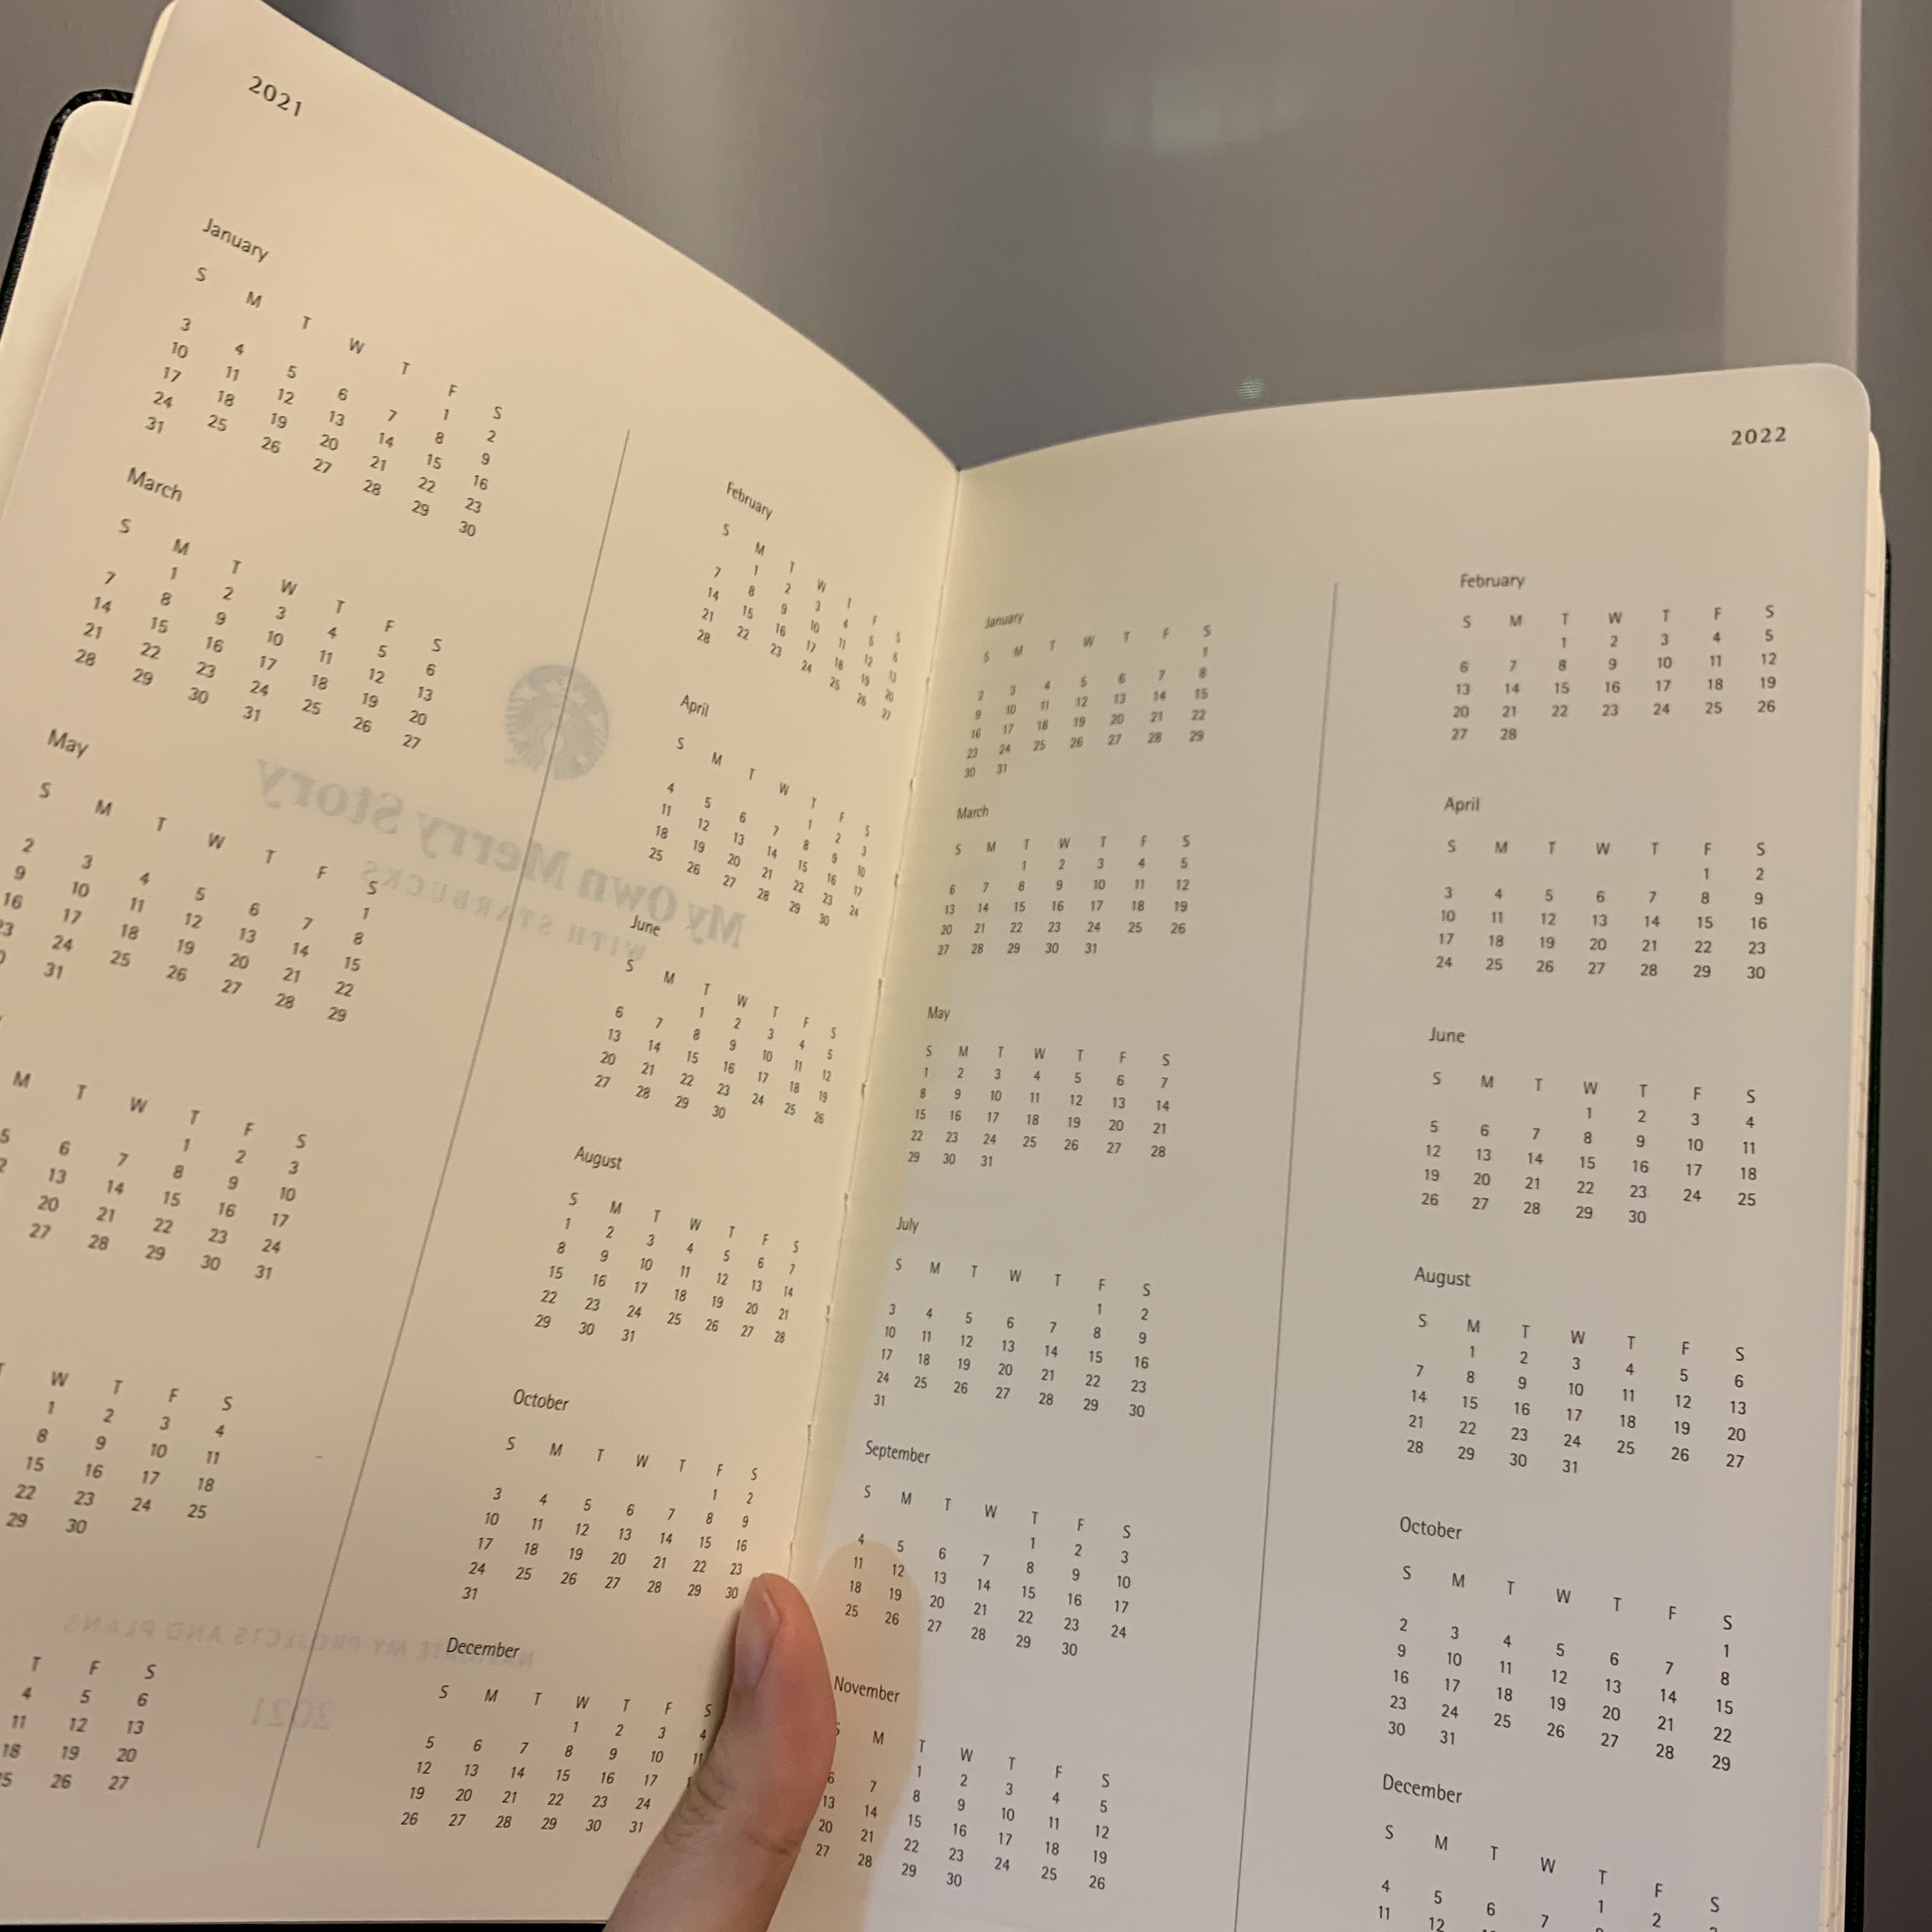 2021
January
S M T W T F S
1 2
3 4 5 6 7 8 9
10 11 12 13 14 15 16
17 18 19 20 21 22 23
24 25 26 27 28 29 30
31
February
S M T W T F S
1 2 3 4 5 6
7 8 9 10 11 12 13
14 15 16 17 18 19 20
21 22 23 24 25 26 27
28
March
S M T W T F S
1 2 3 4 5 6
7 8 9 10 11 12 13
14 15 16 17 18 19 20
21 22 23 24 25 26 27
28 29 30 31
April
S M T W T F S
1 2 3
4 5 6 7 8 9 10
11 12 13 14 15 16 17
18 19 20 21 22 23 24
25 26 27 28 29 30
May
S M T W T F S
1
2 3 4 5 6 7 8
9 10 11 12 13 14 15
16 17 18 19 20 21 22
24 25 26 27 28 29
31
June
S M T W T F S
1 2 3 4 5
6 7 8 9 10 11 12
13 14 15 16 17 18 19
20 21 22 23 24 25 26
27 28 29 30
M T W T F S
1 2 3
5 6 7 8 9 10
13 14 15 16 17
20 21 22 23 24
27 28 29 30 31
August
S M T W T F S
1 2 3 4 5 6 7
8 9 10 11 12 13 14
15 16 17 18 19 20 21
22 23 24 25 26 27 28
29 30 31
W T F S
1 2 3 4
8 9 10 11
15 16 17 18
22 23 24 25
29 30
October
S M T W T F S
1 2
3 4 5 6 7 8 9
10 11 12 13 14 15 16
17 18 19 20 21 22 23
24 25 26 27 28 29 30
31
T F S
4 5 6
11 12 13
18 19 20
26 27
December
S M T W T F S
1 2 3 4
5 6 7 8 9 10 11
12 13 14 15 16 17
19 20 21 22 23 24
26 27 28 29 30 31
My Own Merry Story
WITH STARBUCKS
MY PROJECTS AND PLANS
2021
2022
January
S M T W T F S
1
2 3 4 5 6 7 8
9 10 11 12 13 14 15
16 17 18 19 20 21 22
23 24 25 26 27 28 29
30 31
February
S M T W T F S
1 2 3 4 5
6 7 8 9 10 11 12
13 14 15 16 17 18 19
20 21 22 23 24 25 26
27 28
March
S M T W T F S
1 2 3 4 5
6 7 8 9 10 11 12
13 14 15 16 17 18 19
20 21 22 23 24 25 26
27 28 29 30 31
April
S M T W T F S
1 2
3 4 5 6 7 8 9
10 11 12 13 14 15 16
17 18 19 20 21 22 23
24 25 26 27 28 29 30
May
S M T W T F S
1 2 3 4 5 6 7
8 9 10 11 12 13 14
15 16 17 18 19 20 21
22 23 24 25 26 27 28
29 30 31
June
S M T W T F S
1 2 3 4
5 6 7 8 9 10 11
12 13 14 15 16 17 18
19 20 21 22 23 24 25
26 27 28 29 30
July
S M T W T F S
1 2
3 4 5 6 7 8 9
10 11 12 13 14 15 16
17 18 19 20 21 22 23
24 25 26 27 28 29 30
31
August
S M T W T F S
1 2 3 4 5 6
7 8 9 10 11 12 13
14 15 16 17 18 19 20
21 22 23 24 25 26 27
28 29 30 31
September
S M T W T F S
1 2 3
4 5 6 7 8 9 10
11 12 13 14 15 16 17
18 19 20 21 22 23 24
25 26 27 28 29 30
October
S M T W T F S
1
2 3 4 5 6 7 8
9 10 11 12 13 14 15
16 17 18 19 20 21 22
23 24 25 26 27 28 29
30 31
November
S M T W T F S
1 2 3 4 5
6 7 8 9 10 11 12
13 14 15 16 17 18 19
20 21 22 23 24 25 26
27 28 29 30
December
S M T W T F S
1 2
4 5 6 7
11 12